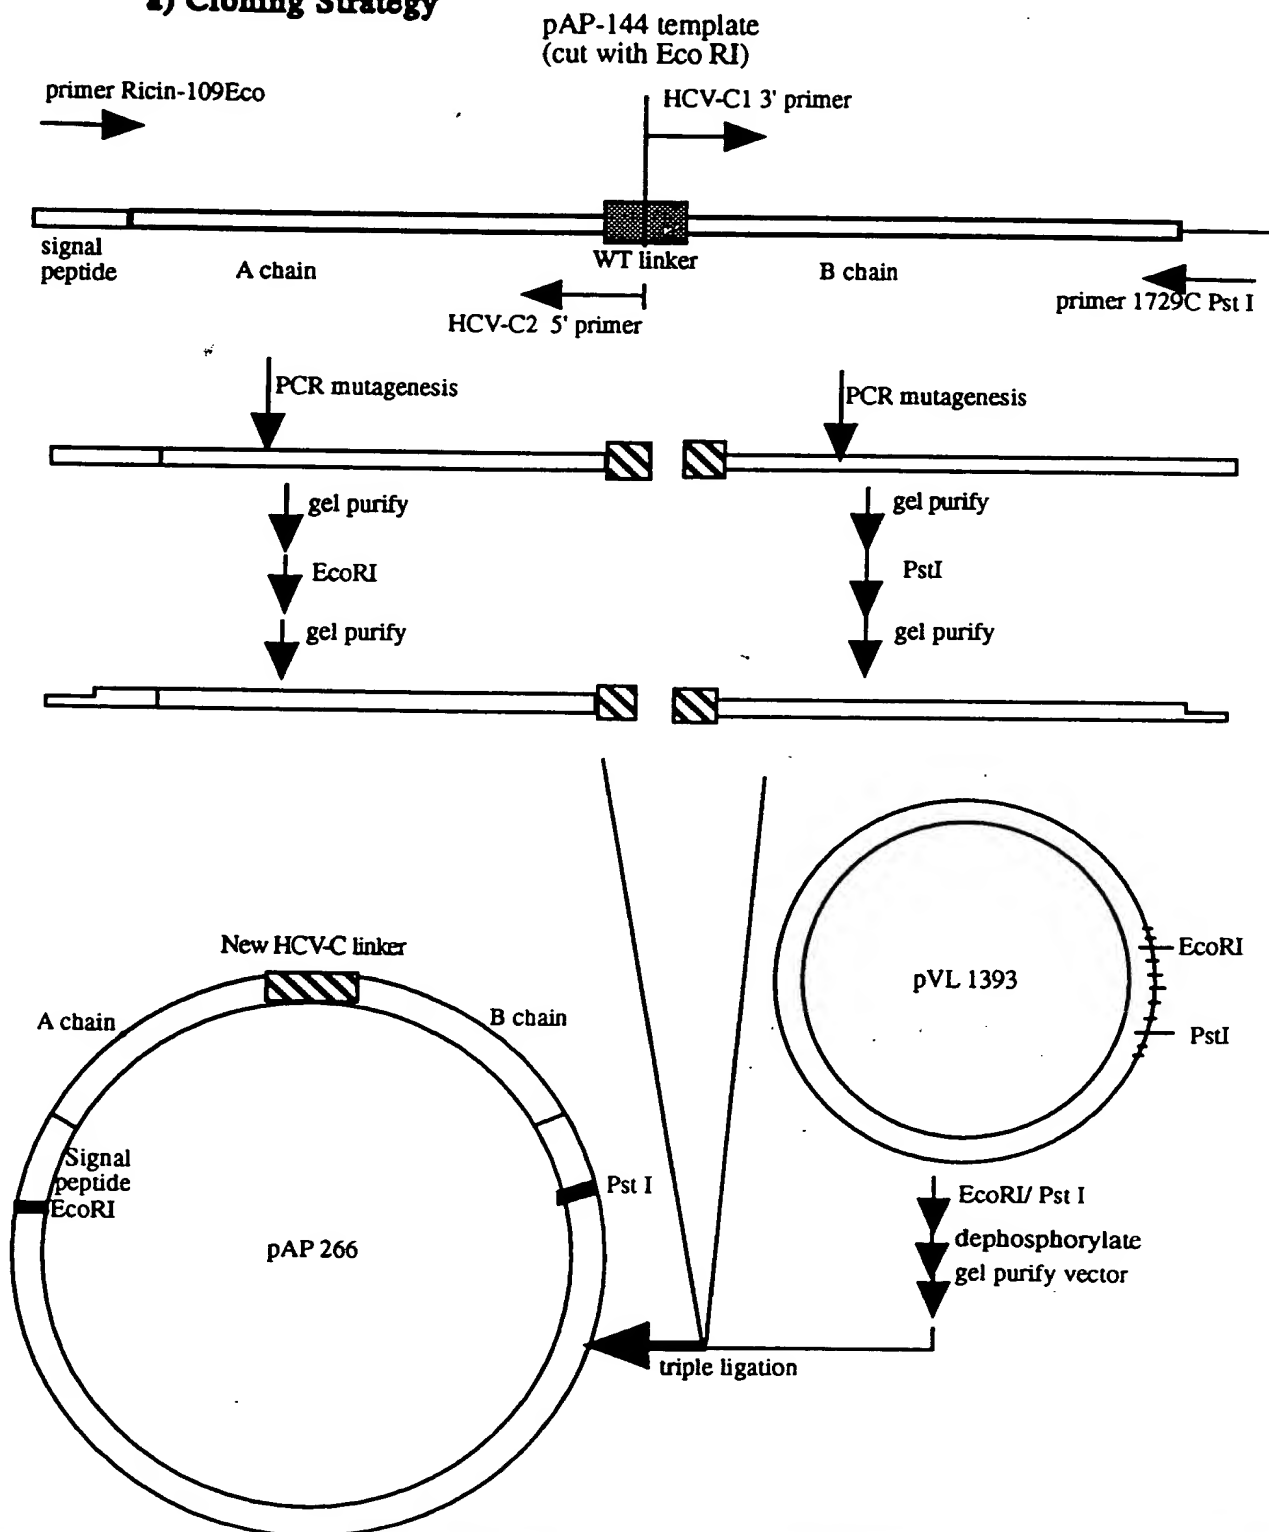 2) Cloning Strategy
pAP-144 template
(cut with Eco RI)
primer Ricin-109Eco
HCV-C1 3' primer
signal
peptide
A chain
WT linker
B chain
primer 1729C Pst I
HCV-C2 5' primer
PCR mutagenesis
PCR mutagenesis
gel purify
gel purify
EcoRI
PstI
gel purify
gel purify
New HCV-C linker
A chain
B chain
pVL 1393
EcoRI
PstI
Signal
peptide
EcoRI
Pst I
pAP 266
EcoRI/ Pst I
dephosphorylate
gel purify vector
triple ligation